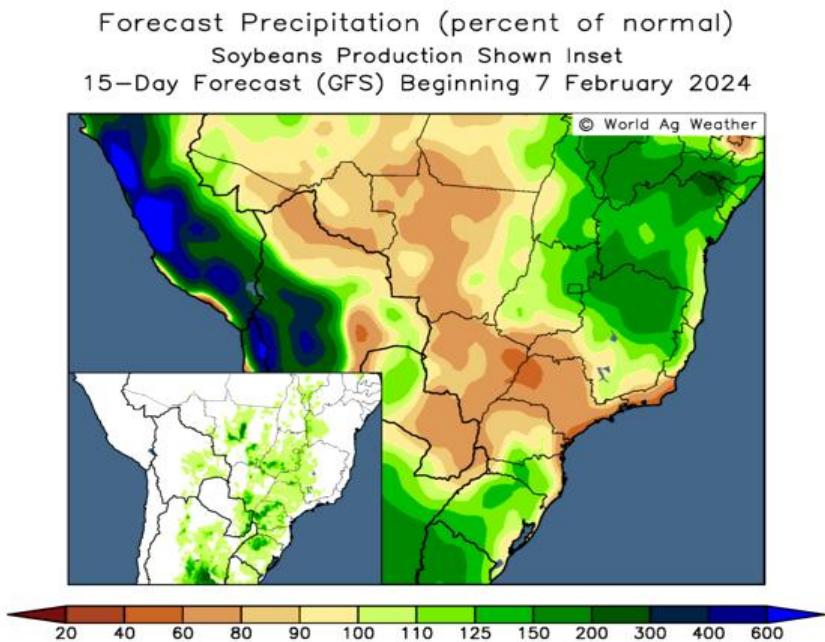 Forecast Precipitation (percent of normal)
Soybeans Production Shown Inset
15-Day Forecast (GFS) Beginning 7 February 2024
© World Ag Weather
20 40 60 80 90 100 110 125 150 200 300 400 600